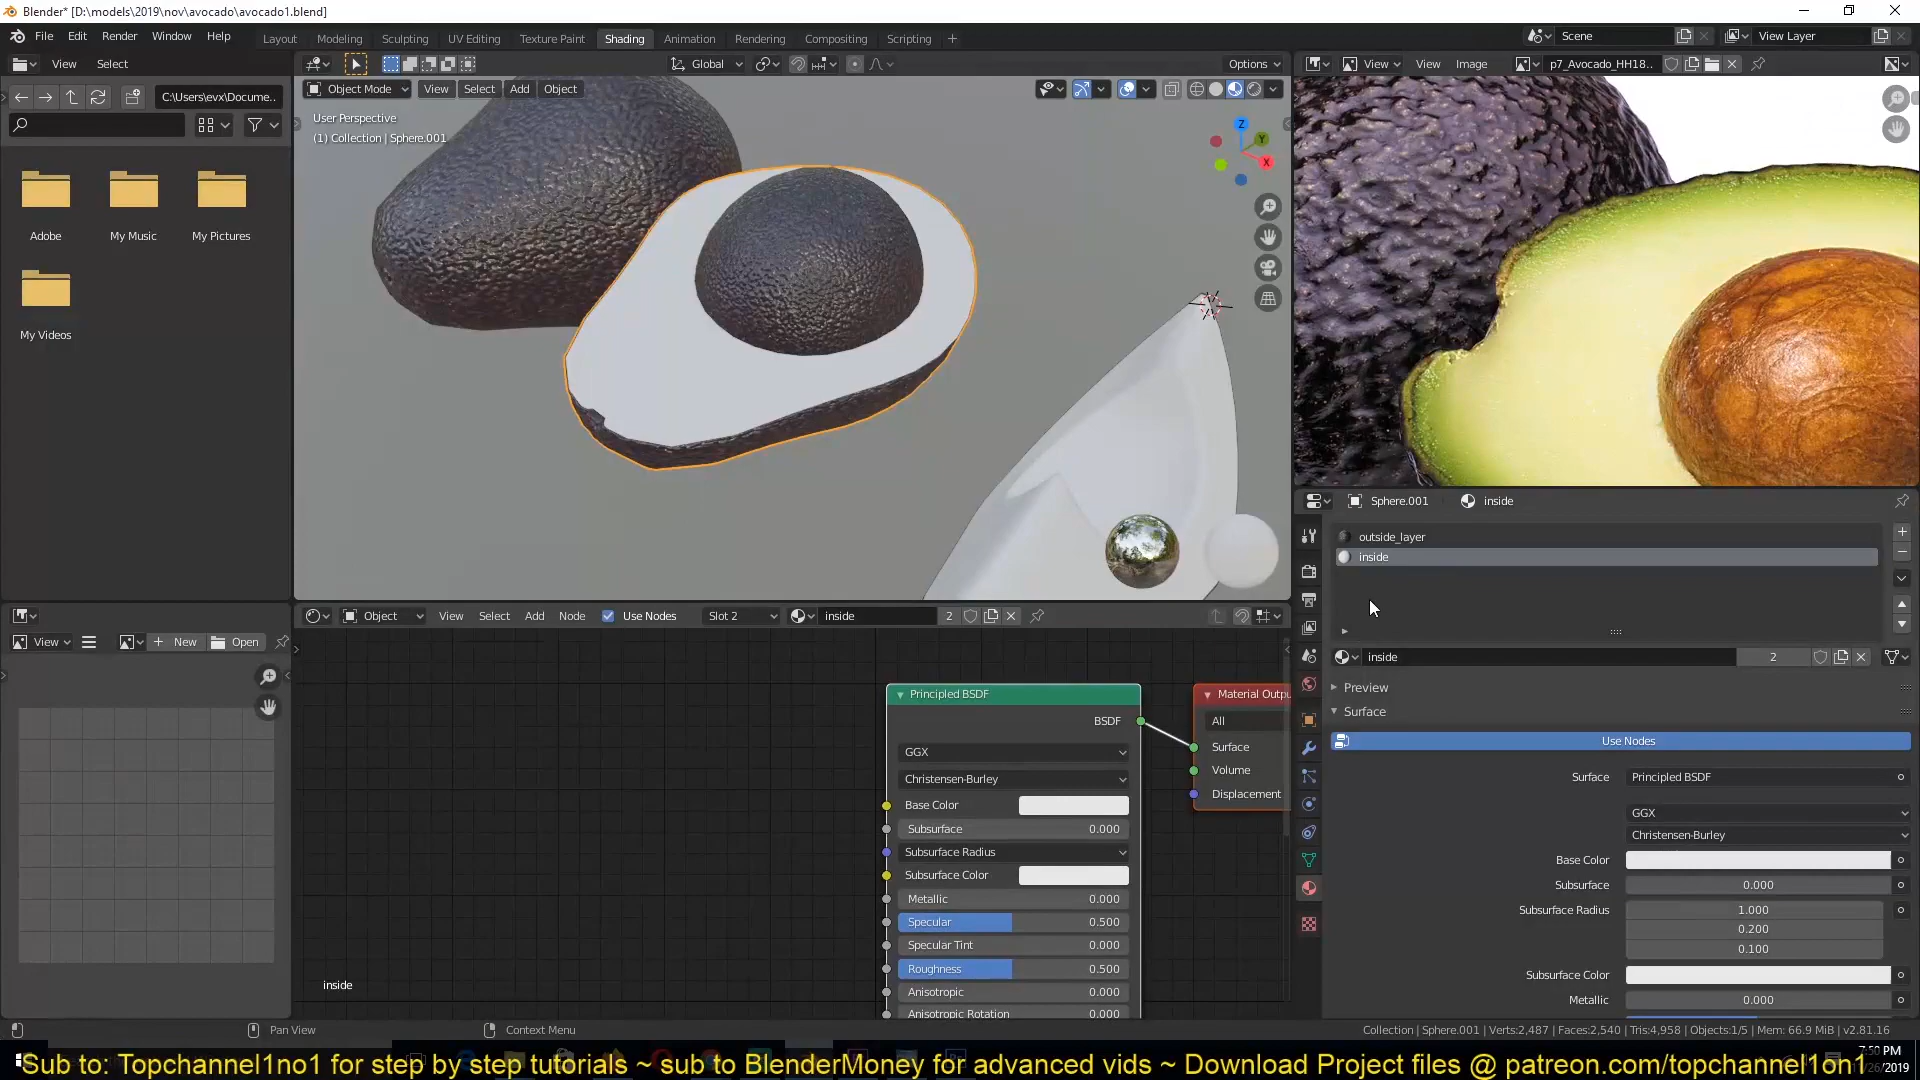 Blender* [D:\models\2019\nov\avocado\avocado1.blend]
File Edit Render Window Help
Layout Modeling Sculpting UV Editing Texture Paint Shading Animation Rendering Compositing Scripting
Scene
View Layer
View Select
Global
Options
View View Image
p7_Avocado_HH18..
C:\Users\evx\Docume..
Object Mode View Select Add Object
User Perspective
(1) Collection | Sphere.001
Z
Y
X
Adobe My Music My Pictures
My Videos
Sphere.001 inside
outside_layer
inside
Object View Select Add Node Use Nodes Slot 2 inside 2
View New Open
inside 2
Preview
Surface
Use Nodes
Surface Principled BSDF
GGX
Christensen-Burley
Base Color
Subsurface 0.000
Subsurface Radius 1.000
0.200
0.100
Subsurface Color
Metallic 0.000
Principled BSDF
BSDF
GGX
Christensen-Burley
Base Color
Subsurface 0.000
Subsurface Radius
Subsurface Color
Metallic 0.000
Specular 0.500
Specular Tint 0.000
Roughness 0.500
Anisotropic 0.000
Anisotropic Rotation 0.000
Material Outpu
All
Surface
Volume
Displacement
inside
Pan View
Context Menu
Collection | Sphere.001 | Verts:2,487 | Faces:2,540 | Tris:4,958 | Objects:1/5 | Mem: 66.9 MiB | v2.81.16
Sub to: Topchannel1no1 for step by step tutorials ~ sub to BlenderMoney for advanced vids ~ Download Project files @ patreon.com/topchannel1on1
7:50 PM